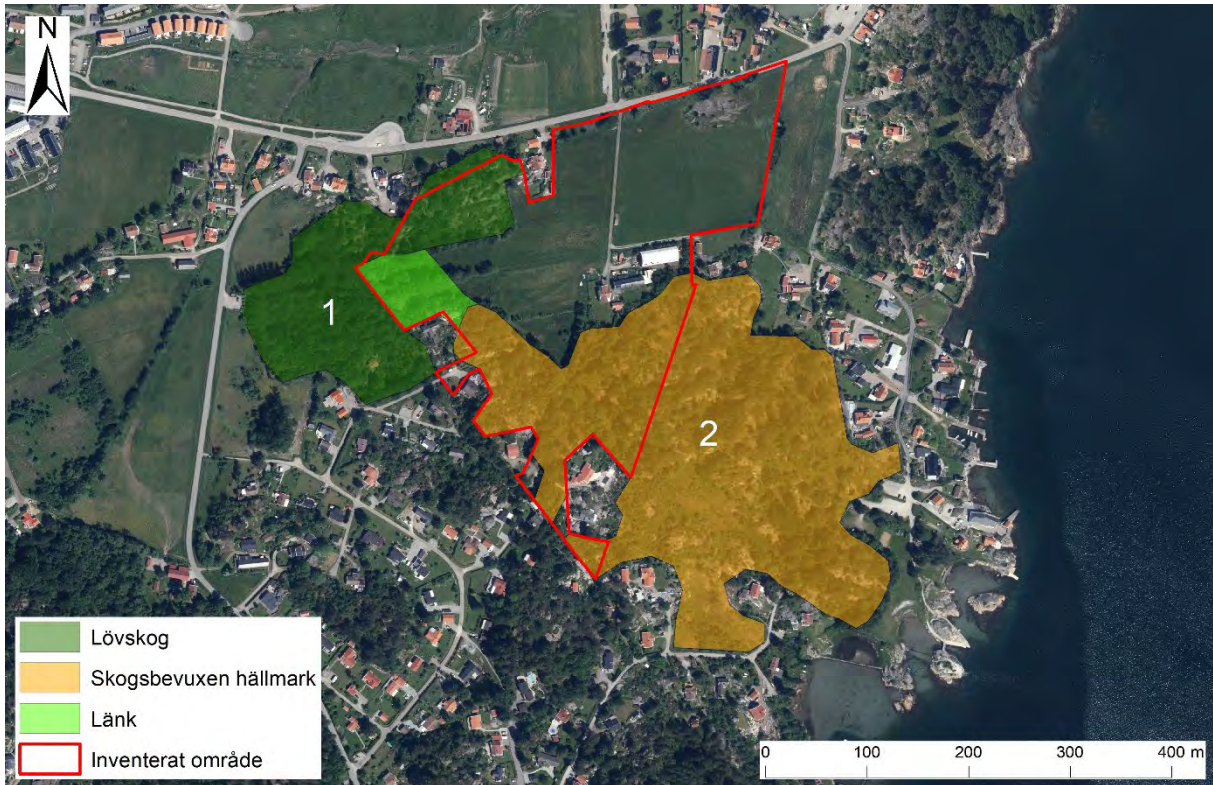 N
1
2
Lövskog
Skogsbevuxen hällmark
Länk
Inventerat område
0 100 200 300 400 m